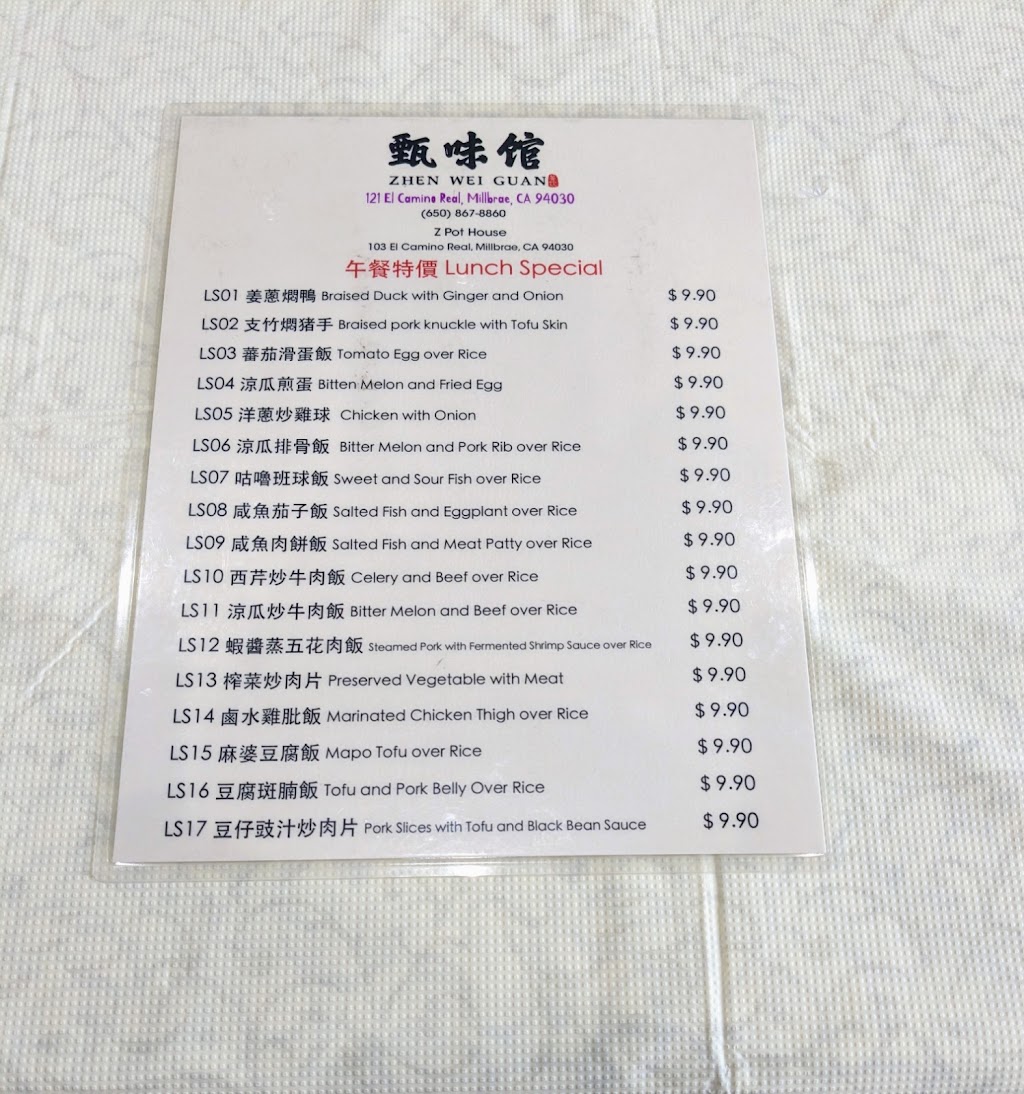 甄味馆
ZHEN WEI GUAN
121 El Camino Real, Millbrae, CA 94030
(650) 867-8860
Z Pot House
103 El Camino Real, Millbrae, CA 94030
午餐特價 Lunch Special
LS01 姜蔥焖鴨 Braised Duck with Ginger and Onion $ 9.90
LS02 支竹焖猪手 Braised pork knuckle with Tofu Skin $ 9.90
LS03 蕃茄滑蛋飯 Tomato Egg over Rice $ 9.90
LS04 涼瓜煎蛋 Bitten Melon and Fried Egg $ 9.90
LS05 洋蔥炒雞球 Chicken with Onion $ 9.90
LS06 涼瓜排骨飯 Bitter Melon and Pork Rib over Rice $ 9.90
LS07 咕嚕班球飯 Sweet and Sour Fish over Rice $ 9.90
LS08 咸魚茄子飯 Salted Fish and Eggplant over Rice $ 9.90
LS09 咸魚肉餅飯 Salted Fish and Meat Patty over Rice $ 9.90
LS10 西芹炒牛肉飯 Celery and Beef over Rice $ 9.90
LS11 涼瓜炒牛肉飯 Bitter Melon and Beef over Rice $ 9.90
LS12 蝦醬蒸五花肉飯 Steamed Pork with Fermented Shrimp Sauce over Rice $ 9.90
LS13 榨菜炒肉片 Preserved Vegetable with Meat $ 9.90
LS14 鹵水雞肶飯 Marinated Chicken Thigh over Rice $ 9.90
LS15 麻婆豆腐飯 Mapo Tofu over Rice $ 9.90
LS16 豆腐斑腩飯 Tofu and Pork Belly Over Rice $ 9.90
LS17 豆仔豉汁炒肉片 Pork Slices with Tofu and Black Bean Sauce $ 9.90